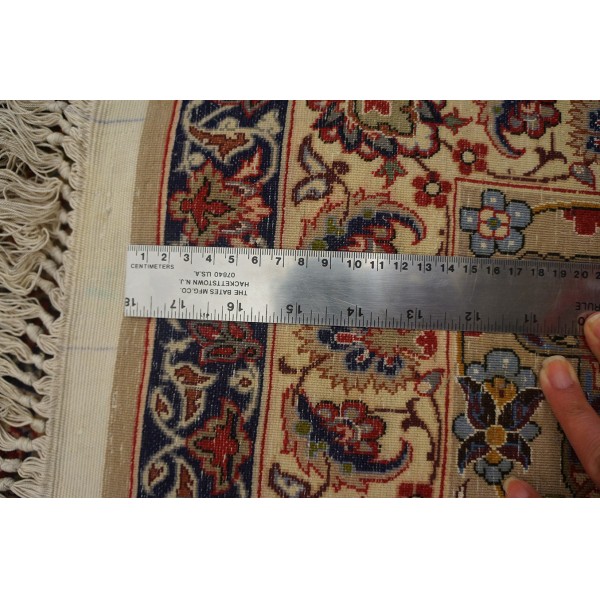 1 2 3 4 5 6 7 8 9 10 11 12 13 14 15 16 17 18 19 20
CENTIMETERS
THE BATES MFG.CO.
HACKETTSTOWN N.J.
07840 U.S.A.
18 17 16 15 14 13 12
RULE